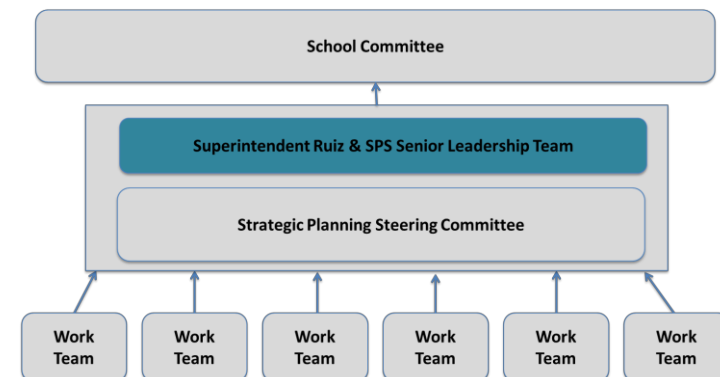 School Committee
Superintendent Ruiz & SPS Senior Leadership Team
Strategic Planning Steering Committee
Work
Team
Work
Team
Work
Team
Work
Team
Work
Team
Work
Team